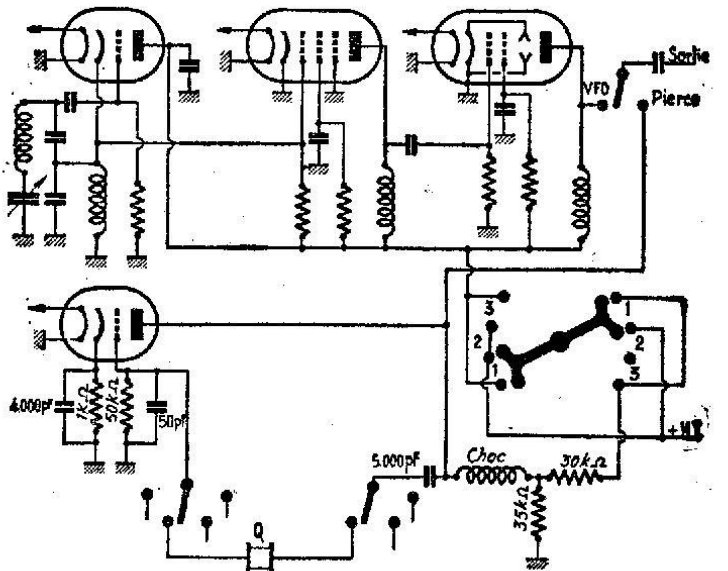 Sortie
VFO
Pierce
3
2
1
1
2
3
4.000pF
1kΩ
50kΩ
50pF
5.000pF
Choc
30kΩ
35kΩ
Q
+HT